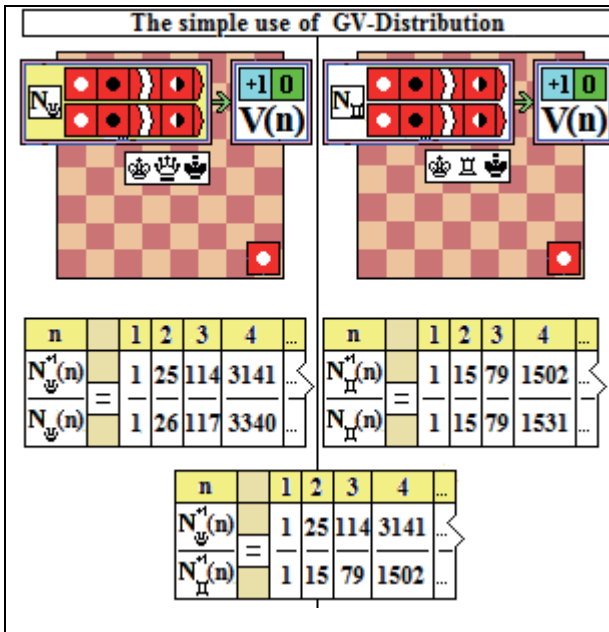 The simple use of GV-Distribution
N +1 0 V(n)
N +1 0 V(n)
n 1 2 3 4 ...
N+1(n) = 1 25 114 3141 ...
N(n) 1 26 117 3340
n 1 2 3 4 ...
N+1(n) = 1 15 79 1502 ...
N(n) 1 15 79 1531
n 1 2 3 4 ...
N+1(n) = 1 25 114 3141 ...
N+1(n) 1 15 79 1502